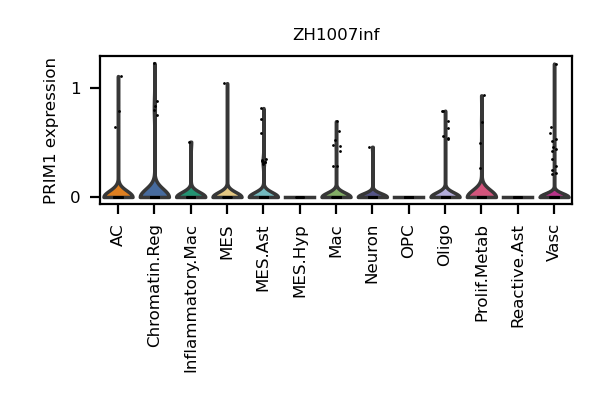 ZH1007inf
PRIM1 expression
1
0
AC
Chromatin.Reg
Inflammatory.Mac
MES
MES.Ast
MES.Hyp
Mac
Neuron
OPC
Oligo
Prolif.Metab
Reactive.Ast
Vasc